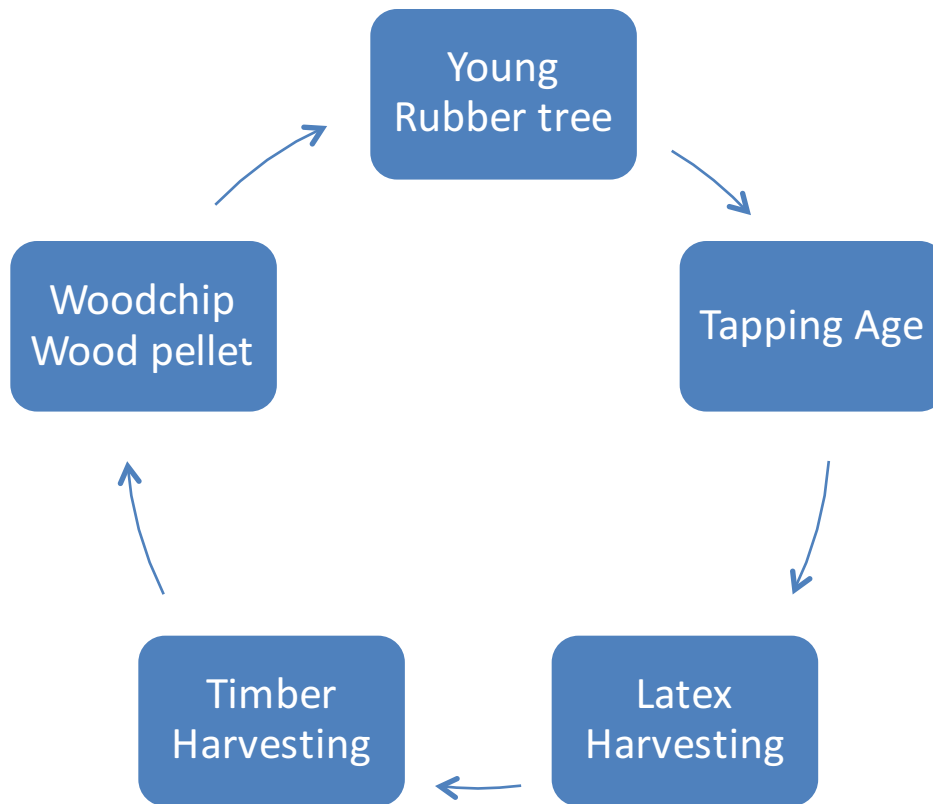 Young
Rubber tree
Tapping Age
Latex
Harvesting
Timber
Harvesting
Woodchip
Wood pellet